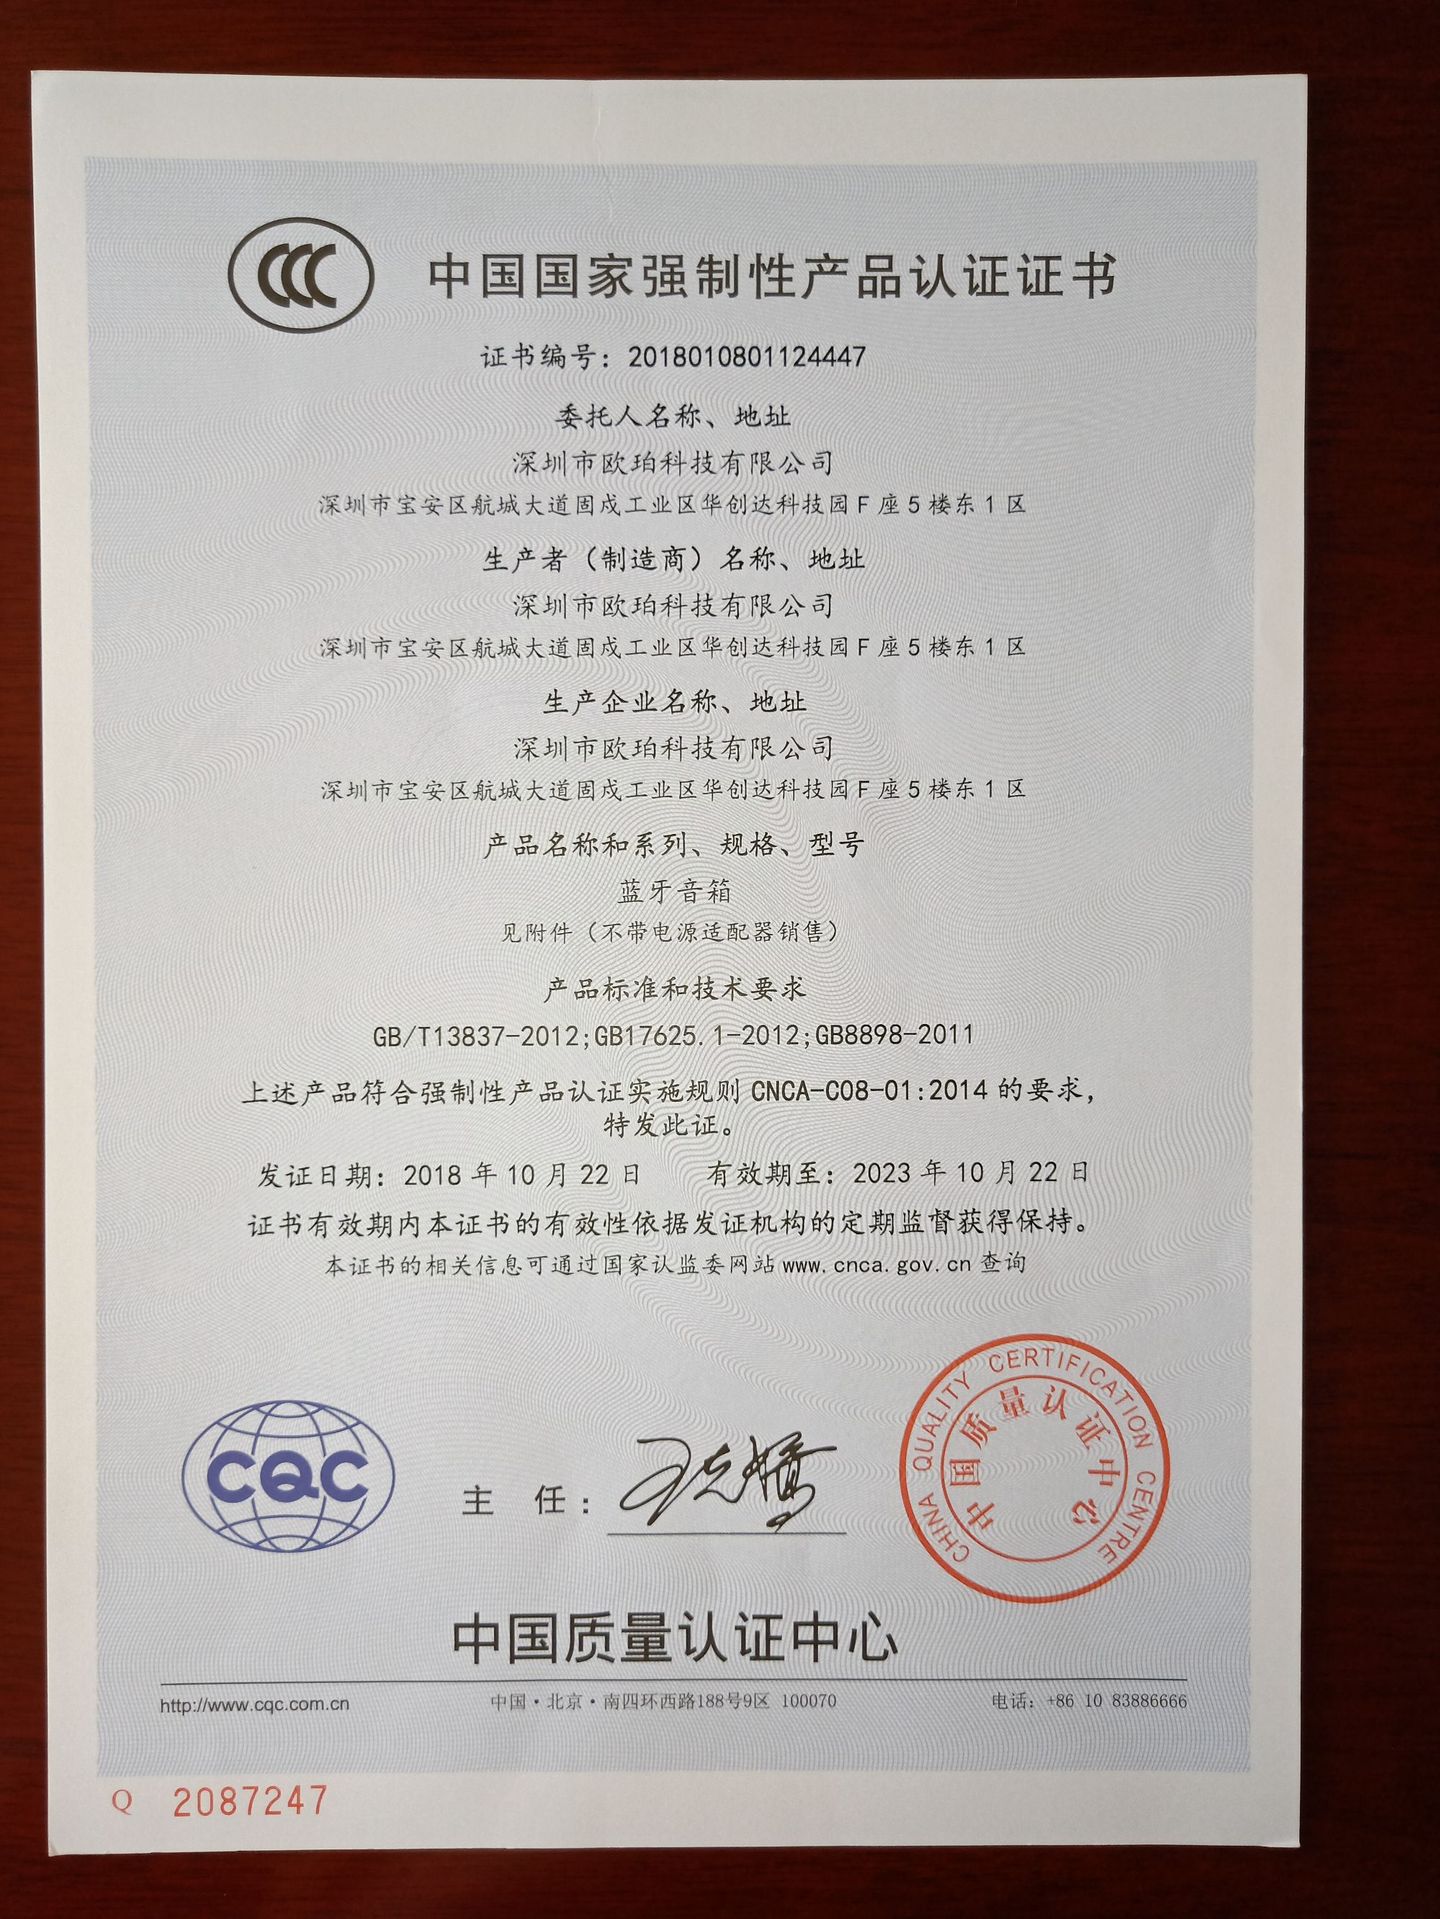 CCC 中国国家强制性产品认证证书
证书编号：2018010801124447
委托人名称、地址
深圳市欧珀科技有限公司
深圳市宝安区航城大道固戍工业区华创达科技园F座5楼东1区
生产者（制造商）名称、地址
深圳市欧珀科技有限公司
深圳市宝安区航城大道固戍工业区华创达科技园F座5楼东1区
生产企业名称、地址
深圳市欧珀科技有限公司
深圳市宝安区航城大道固戍工业区华创达科技园F座5楼东1区
产品名称和系列、规格、型号
蓝牙音箱
见附件（不带电源适配器销售）
产品标准和技术要求
GB/T13837-2012;GB17625.1-2012;GB8898-2011
上述产品符合强制性产品认证实施规则 CNCA-C08-01:2014 的要求，
特发此证。
发证日期：2018 年 10 月 22 日 有效期至：2023 年 10 月 22 日
证书有效期内本证书的有效性依据发证机构的定期监督获得保持。
本证书的相关信息可通过国家认监委网站 www.cnca.gov.cn 查询
CQC
主 任：
CHINA QUALITY CERTIFICATION CENTRE
中国质量认证中心
中国质量认证中心
http://www.cqc.com.cn 中国·北京·南四环西路188号9区 100070 电话：+86 10 83886666
Q 2087247